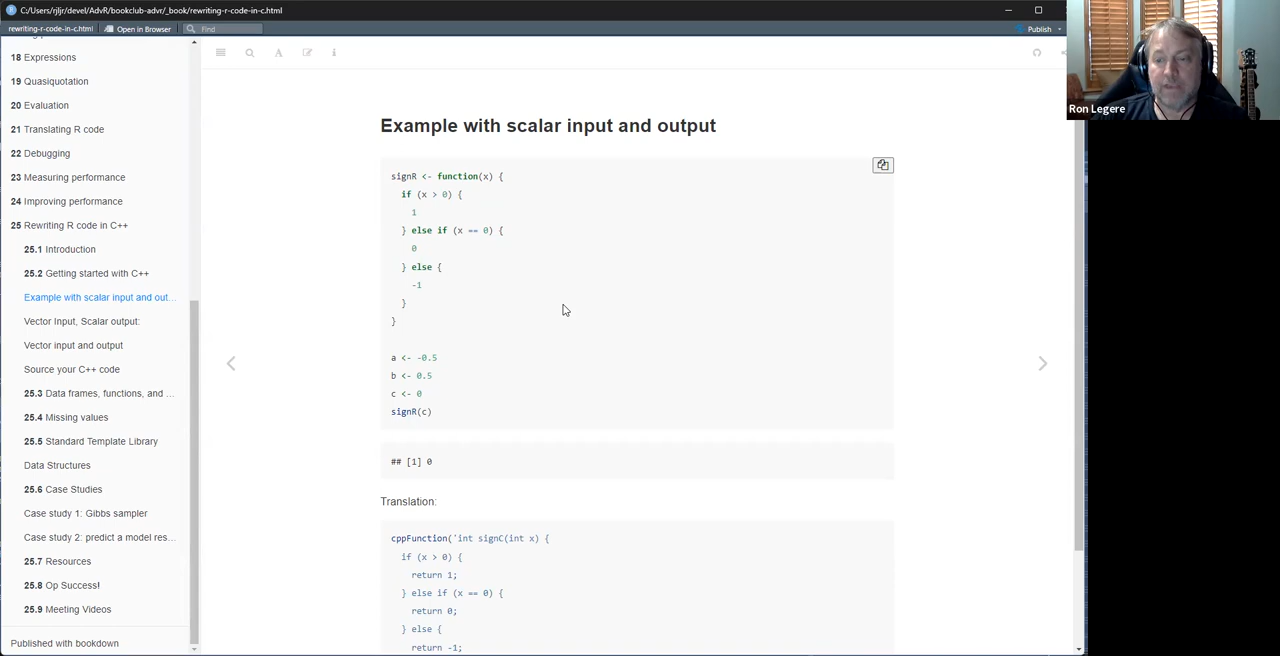 C:/Users/rjljr/devel/AdvR/bookclub-advr/_book/rewriting-r-code-in-c.html
rewriting-r-code-in-c.html
Open in Browser
Find
Publish
Ron Legere
18 Expressions
19 Quasiquotation
20 Evaluation
21 Translating R code
22 Debugging
23 Measuring performance
24 Improving performance
25 Rewriting R code in C++
25.1 Introduction
25.2 Getting started with C++
Example with scalar input and out…
Vector Input, Scalar output:
Vector input and output
Source your C++ code
25.3 Data frames, functions, and …
25.4 Missing values
25.5 Standard Template Library
Data Structures
25.6 Case Studies
Case study 1: Gibbs sampler
Case study 2: predict a model res…
25.7 Resources
25.8 Op Success!
25.9 Meeting Videos
Published with bookdown
Example with scalar input and output
signR <- function(x) {
if (x > 0) {
1
} else if (x == 0) {
0
} else {
-1
}
}
a <- -0.5
b <- 0.5
c <- 0
signR(c)
## [1] 0
Translation:
cppFunction('int signC(int x) {
if (x > 0) {
return 1;
} else if (x == 0) {
return 0;
} else {
return -1;